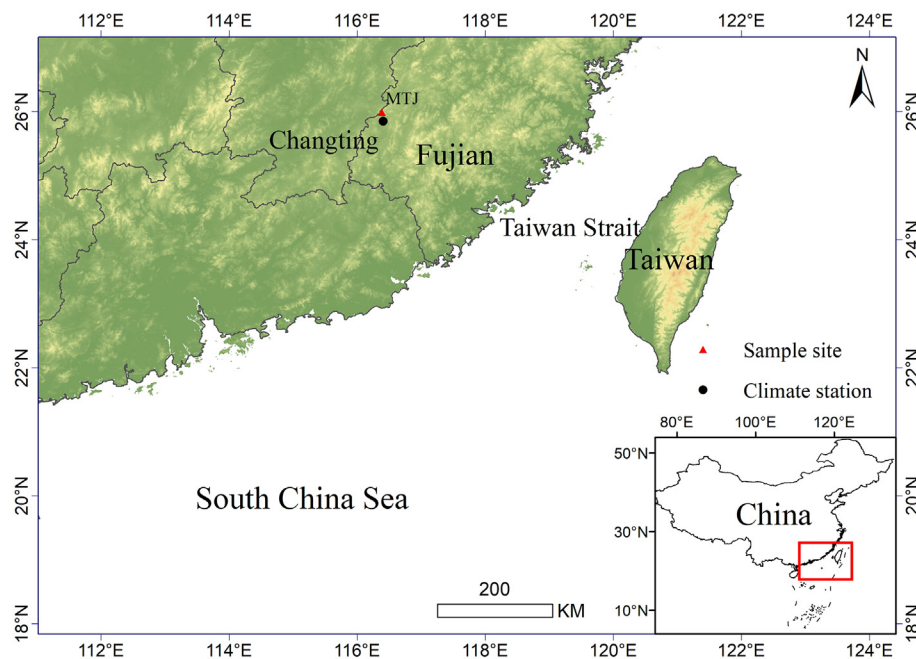 112°E 114°E 116°E 118°E 120°E 122°E 124°E
26°N
24°N
22°N
20°N
18°N
26°N
24°N
22°N
20°N
18°N
N
MTJ
Changting
Fujian
Taiwan Strait
Taiwan
Sample site
Climate station
South China Sea
200
KM
80°E 100°E 120°E
50°N
30°N
10°N
China
112°E 114°E 116°E 118°E 120°E 122°E 124°E